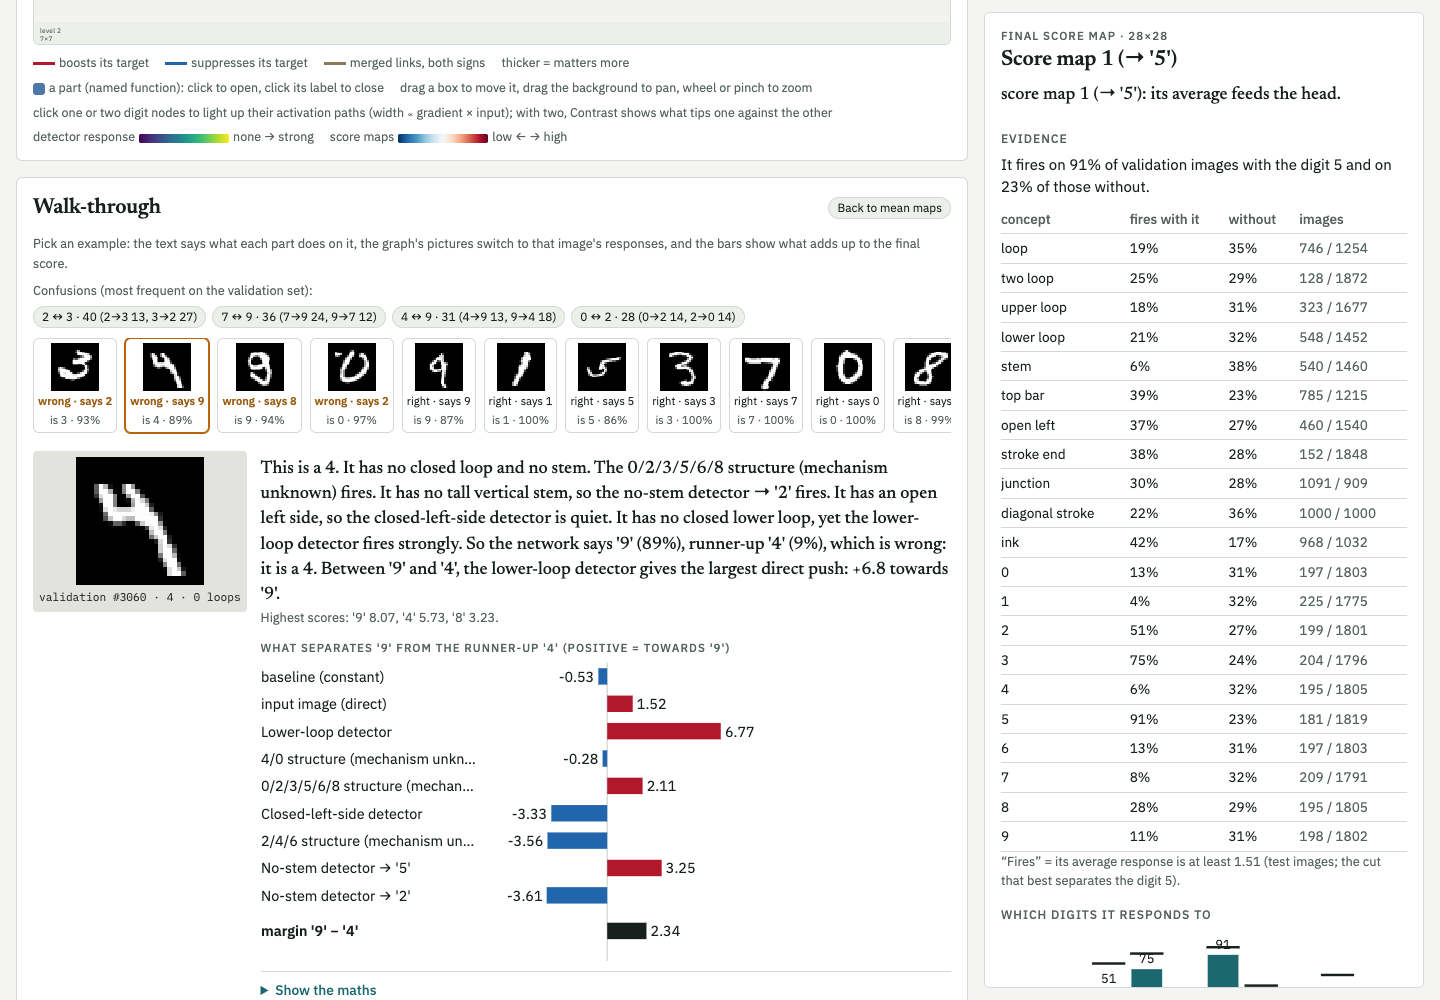 level 2
7×7
boosts its target suppresses its target merged links, both signs thicker = matters more
a part (named function): click to open, click its label to close drag a box to move it, drag the background to pan, wheel or pinch to zoom
click one or two digit nodes to light up their activation paths (width ∝ gradient × input); with two, Contrast shows what tips one against the other
detector response none → strong score maps low ← → high
Walk-through
Back to mean maps
Pick an example: the text says what each part does on it, the graph's pictures switch to that image's responses, and the bars show what adds up to the final
score.
Confusions (most frequent on the validation set):
2 ↔ 3 · 40 (2→3 13, 3→2 27) 7 ↔ 9 · 36 (7→9 24, 9→7 12) 4 ↔ 9 · 31 (4→9 13, 9→4 18) 0 ↔ 2 · 28 (0→2 14, 2→0 14)
wrong · says 2 wrong · says 9 wrong · says 8 wrong · says 2 right · says 9 right · says 1 right · says 5 right · says 3 right · says 7 right · says 0 right · says
is 3 · 93% is 4 · 89% is 9 · 94% is 0 · 97% is 9 · 87% is 1 · 100% is 5 · 86% is 3 · 100% is 7 · 100% is 0 · 100% is 8 · 99%
validation #3060 · 4 · 0 loops
This is a 4. It has no closed loop and no stem. The 0/2/3/5/6/8 structure (mechanism
unknown) fires. It has no tall vertical stem, so the no-stem detector → '2' fires. It has an open
left side, so the closed-left-side detector is quiet. It has no closed lower loop, yet the lower-
loop detector fires strongly. So the network says '9' (89%), runner-up '4' (9%), which is wrong:
it is a 4. Between '9' and '4', the lower-loop detector gives the largest direct push: +6.8 towards
'9'.
Highest scores: '9' 8.07, '4' 5.73, '8' 3.23.
WHAT SEPARATES '9' FROM THE RUNNER-UP '4' (POSITIVE = TOWARDS '9')
baseline (constant) -0.53
input image (direct) 1.52
Lower-loop detector 6.77
4/0 structure (mechanism unkn... -0.28
0/2/3/5/6/8 structure (mechan... 2.11
Closed-left-side detector -3.33
2/4/6 structure (mechanism un... -3.56
No-stem detector → '5' 3.25
No-stem detector → '2' -3.61
margin '9' – '4' 2.34
▶ Show the maths
FINAL SCORE MAP · 28×28
Score map 1 (→ '5')
score map 1 (→ '5'): its average feeds the head.
EVIDENCE
It fires on 91% of validation images with the digit 5 and on
23% of those without.
concept fires with it without images
loop 19% 35% 746 / 1254
two loop 25% 29% 128 / 1872
upper loop 18% 31% 323 / 1677
lower loop 21% 32% 548 / 1452
stem 6% 38% 540 / 1460
top bar 39% 23% 785 / 1215
open left 37% 27% 460 / 1540
stroke end 38% 28% 152 / 1848
junction 30% 28% 1091 / 909
diagonal stroke 22% 36% 1000 / 1000
ink 42% 17% 968 / 1032
0 13% 31% 197 / 1803
1 4% 32% 225 / 1775
2 51% 27% 199 / 1801
3 75% 24% 204 / 1796
4 6% 32% 195 / 1805
5 91% 23% 181 / 1819
6 13% 31% 197 / 1803
7 8% 32% 209 / 1791
8 28% 29% 195 / 1805
9 11% 31% 198 / 1802
“Fires” = its average response is at least 1.51 (test images; the cut
that best separates the digit 5).
WHICH DIGITS IT RESPONDS TO
51 75 91